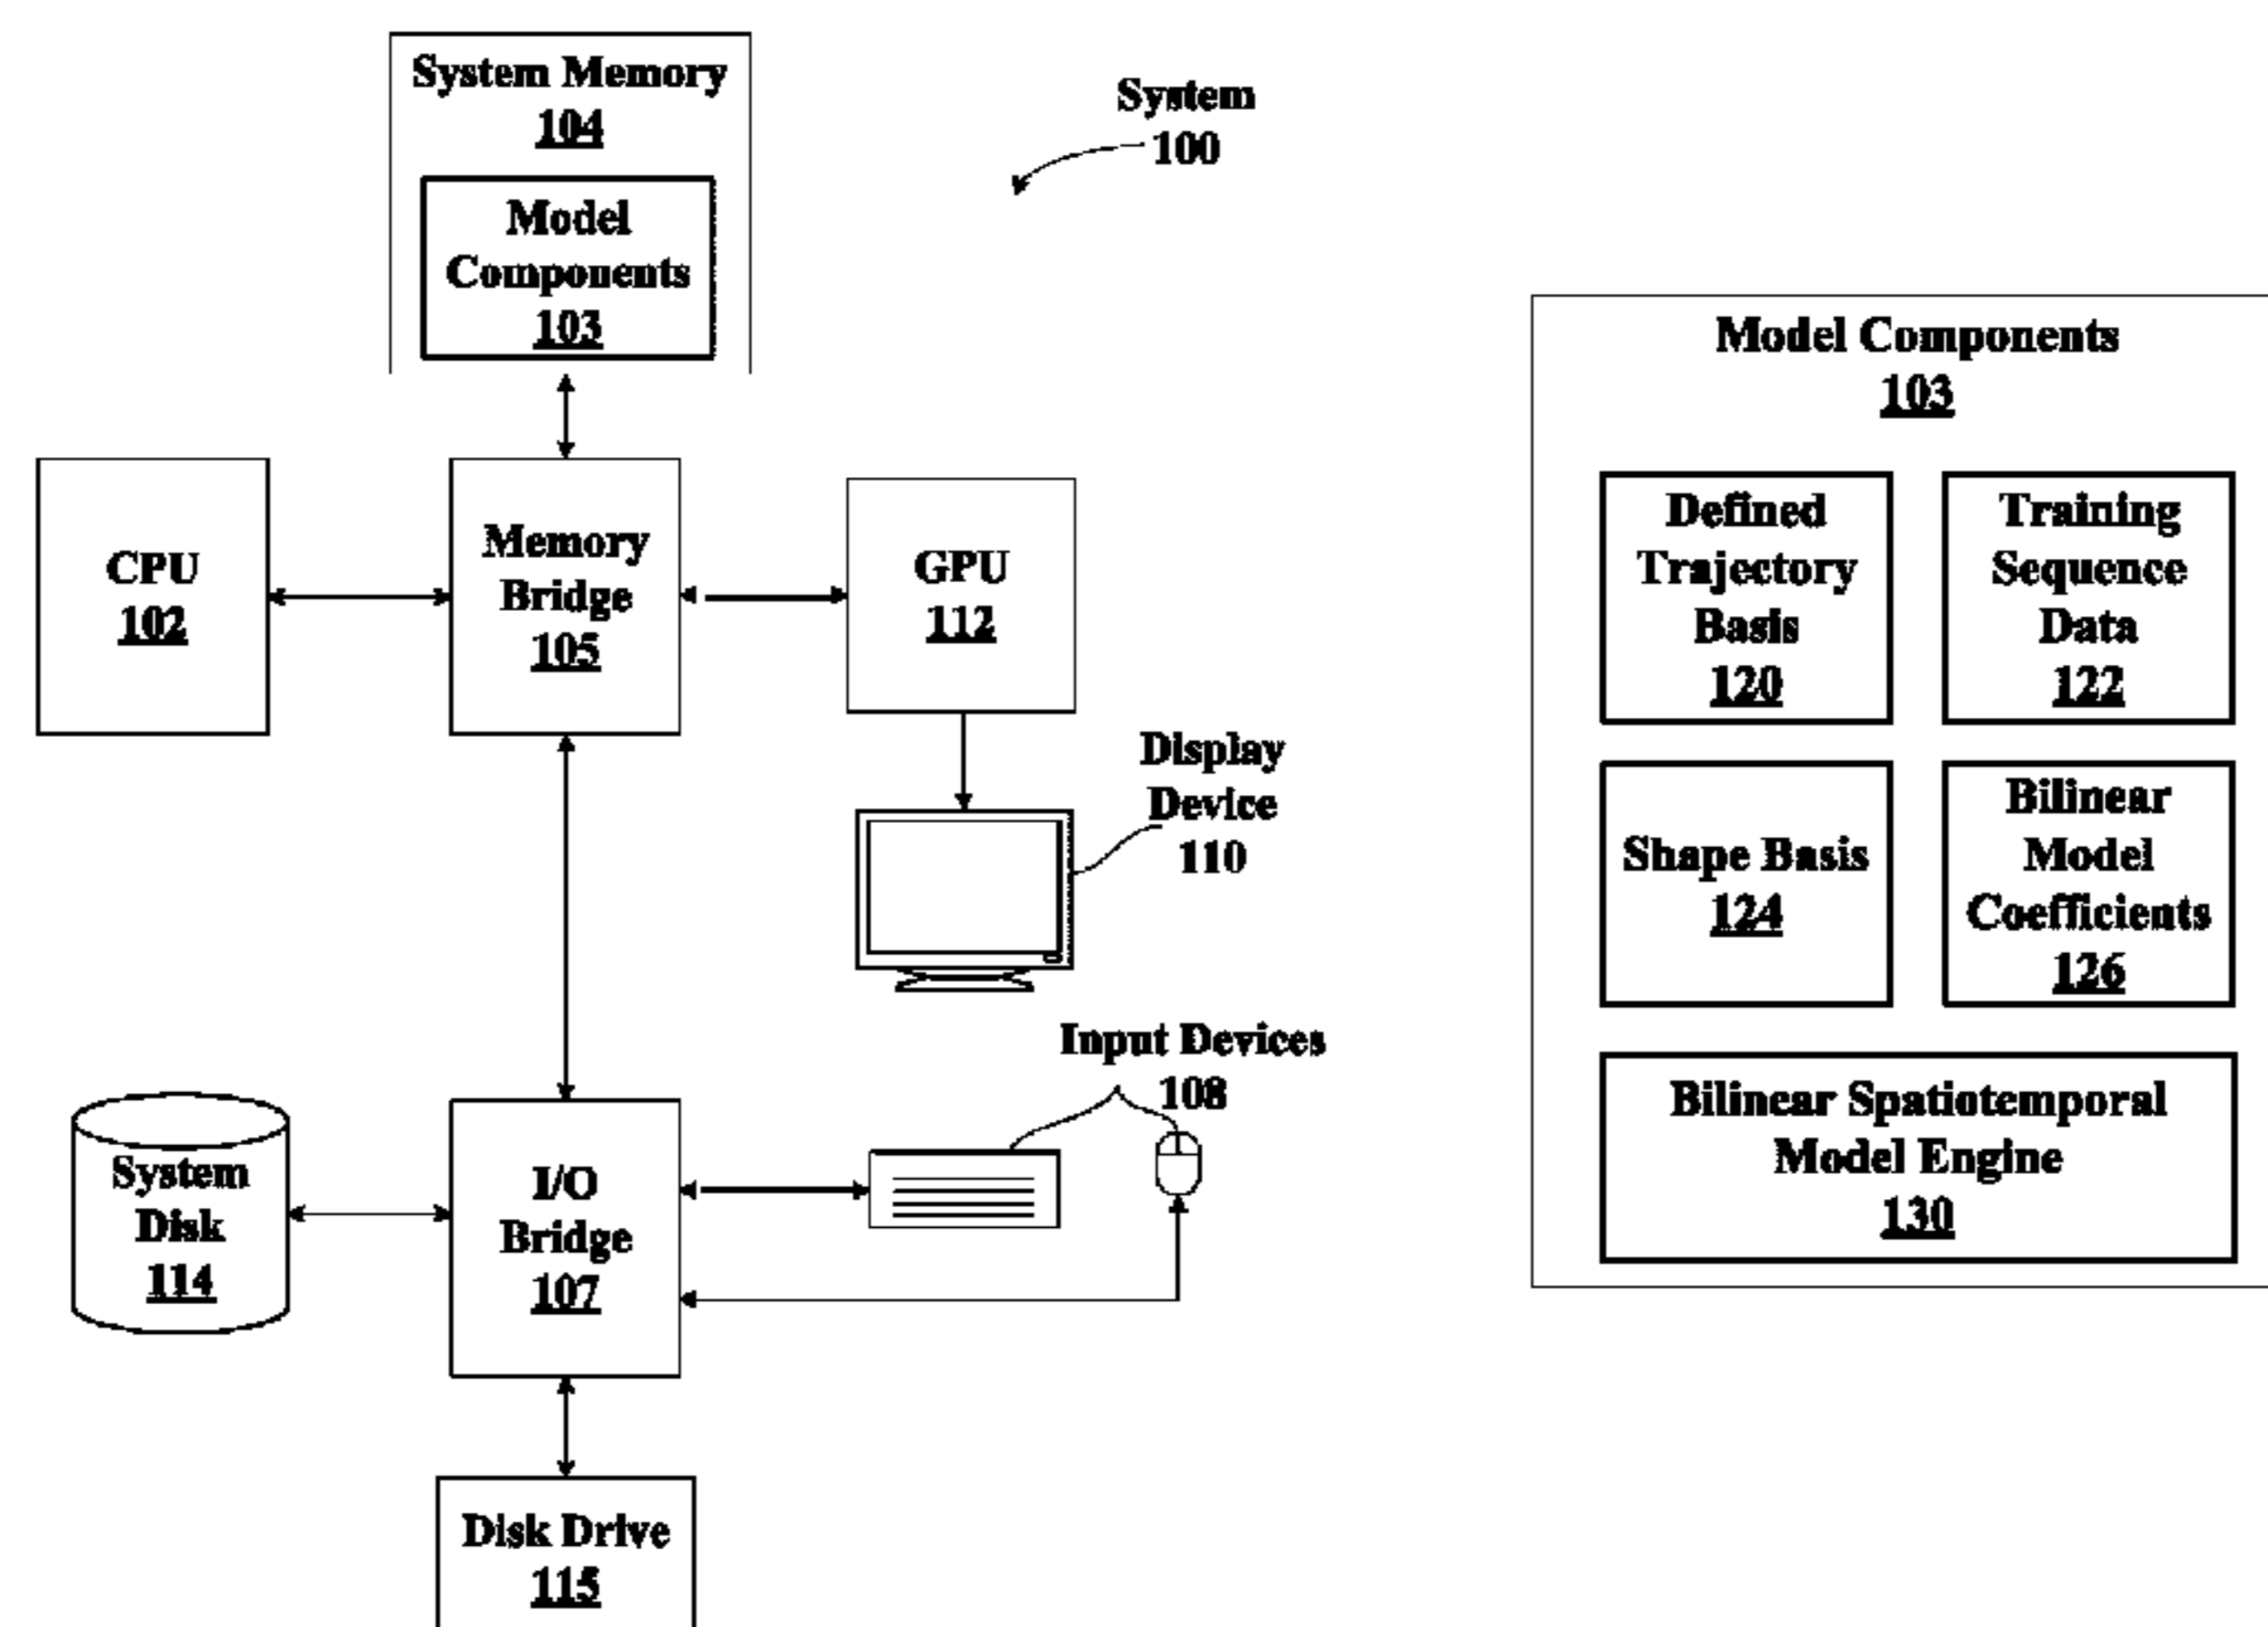 System Memory
104
Model
Components
103
System
100
CPU
102
Memory
Bridge
105
GPU
112
Display
Device
110
Input Devices
108
System
Disk
114
I/O
Bridge
107
Disk Drive
115
Model Components
103
Defined
Trajectory
Basis
120
Training
Sequence
Data
122
Shape Basis
124
Bilinear
Model
Coefficients
126
Bilinear Spatiotemporal
Model Engine
130